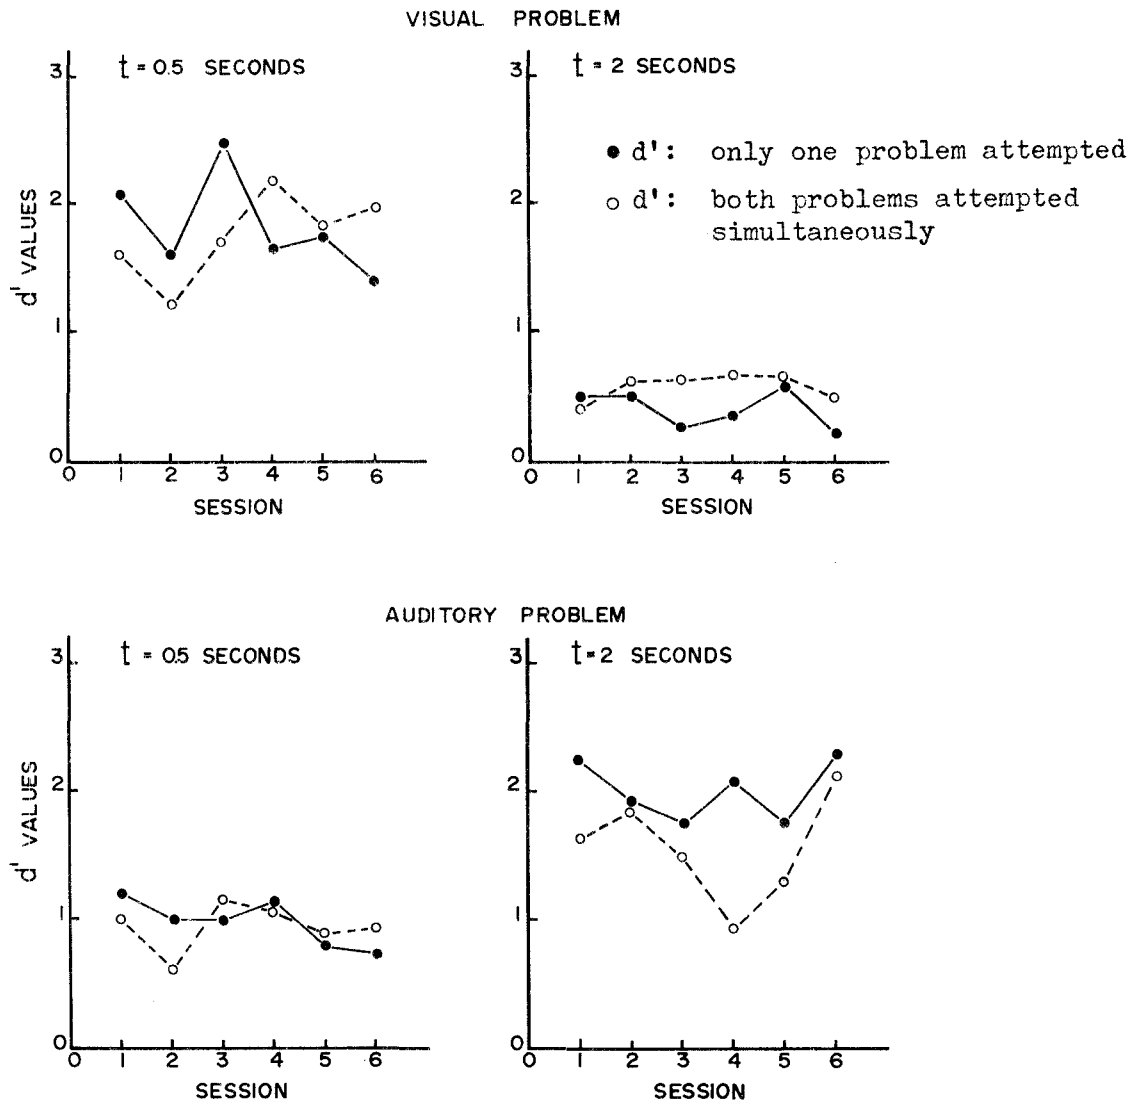 VISUAL PROBLEM
t = 0.5 SECONDS
3
2
1
0
d' VALUES
0 1 2 3 4 5 6
SESSION
t = 2 SECONDS
3
2
1
0
0 1 2 3 4 5 6
SESSION
● d': only one problem attempted
○ d': both problems attempted
simultaneously
AUDITORY PROBLEM
t = 0.5 SECONDS
3
2
1
0
d' VALUES
0 1 2 3 4 5 6
SESSION
t = 2 SECONDS
3
2
1
0
0 1 2 3 4 5 6
SESSION